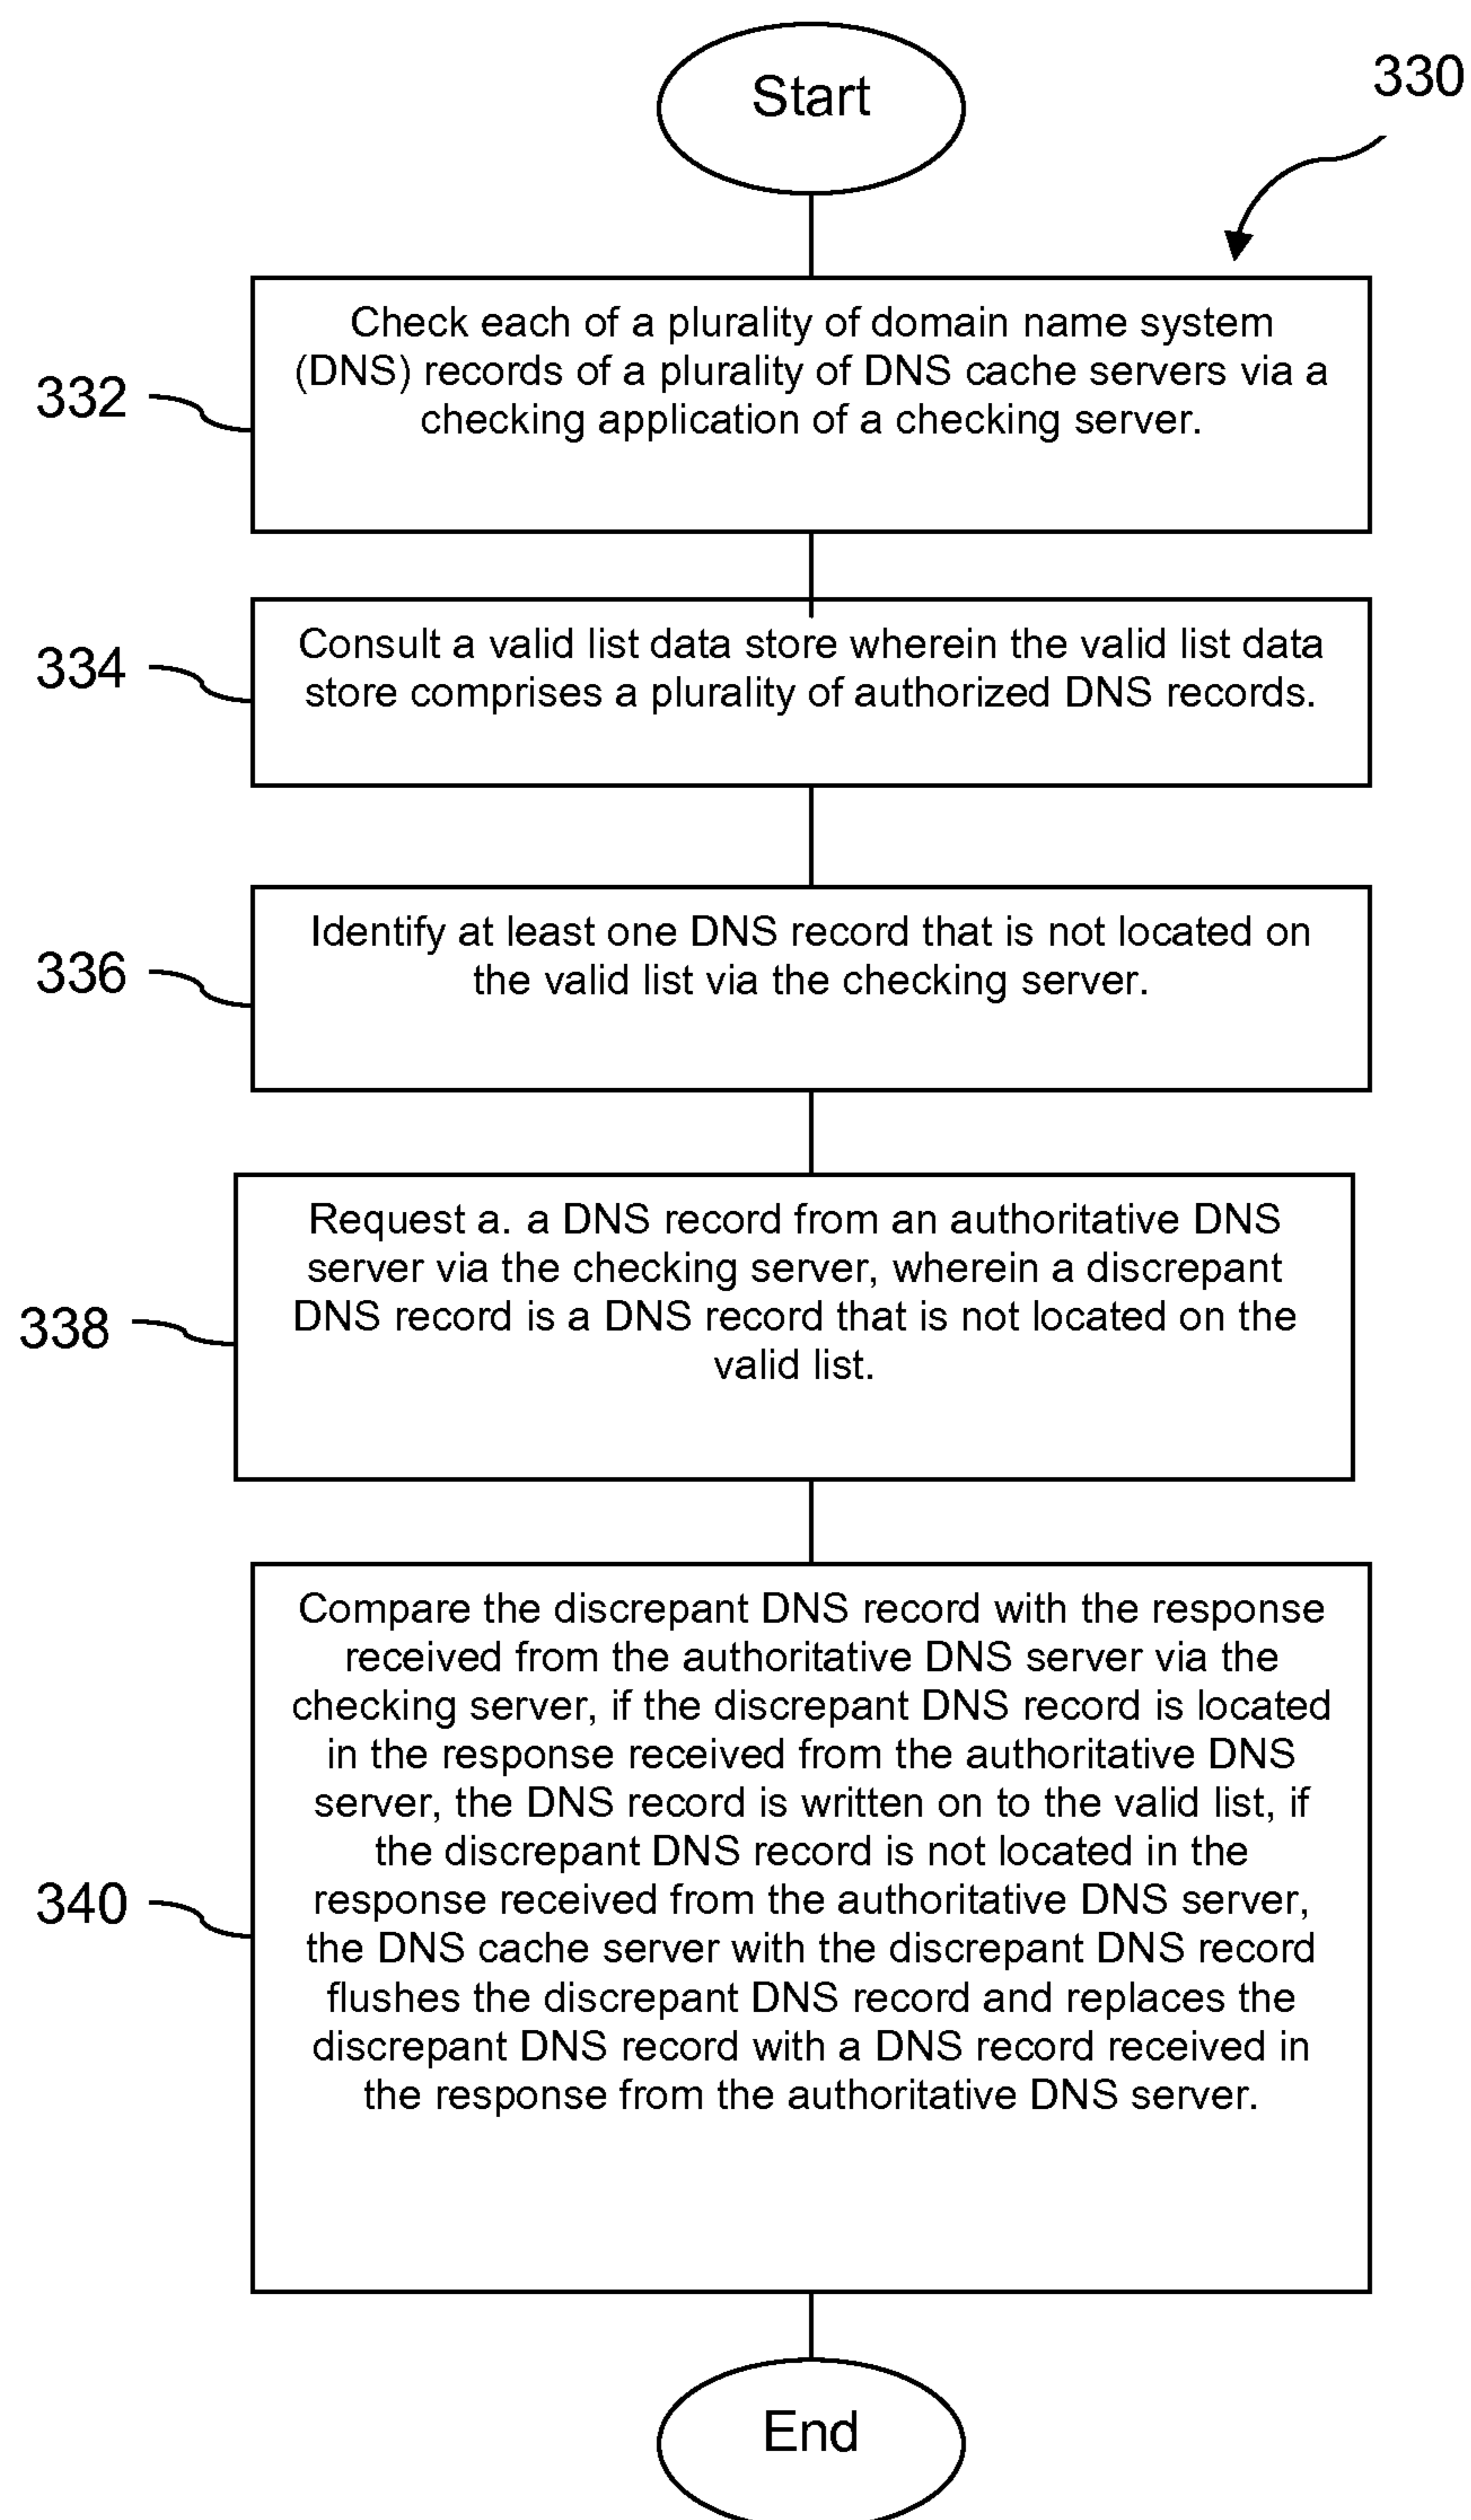 Start
330
Check each of a plurality of domain name system
(DNS) records of a plurality of DNS cache servers via a
checking application of a checking server.
332
Consult a valid list data store wherein the valid list data
store comprises a plurality of authorized DNS records.
334
Identify at least one DNS record that is not located on
the valid list via the checking server.
336
Request a. a DNS record from an authoritative DNS
server via the checking server, wherein a discrepant
DNS record is a DNS record that is not located on the
valid list.
338
Compare the discrepant DNS record with the response
received from the authoritative DNS server via the
checking server, if the discrepant DNS record is located
in the response received from the authoritative DNS
server, the DNS record is written on to the valid list, if
the discrepant DNS record is not located in the
response received from the authoritative DNS server,
the DNS cache server with the discrepant DNS record
flushes the discrepant DNS record and replaces the
discrepant DNS record with a DNS record received in
the response from the authoritative DNS server.
340
End